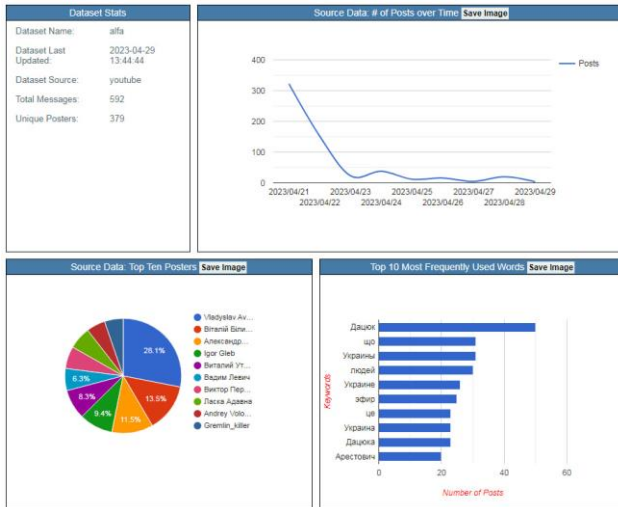 Dataset Stats
Dataset Name: alfa
Dataset Last Updated: 2023-04-29 13:44:44
Dataset Source: youtube
Total Messages: 592
Unique Posters: 379
Source Data: # of Posts over Time Save Image
400
300
200
100
0
Posts
2023/04/21 2023/04/23 2023/04/25 2023/04/27 2023/04/29
2023/04/22 2023/04/24 2023/04/26 2023/04/28
Source Data: Top Ten Posters Save Image
28.1%
13.5%
11.5%
9.4%
8.3%
6.3%
Vladyslav Av...
Віталій Били...
Александр...
Igor Gleb
Виталий Ут...
Вадим Левич
Виктор Пер...
Ласка Адавна
Andrey Volo...
Gremlin_killer
Top 10 Most Frequently Used Words Save Image
Keywords
Дацюк
що
Украины
людей
Украине
эфир
це
Украина
Дацюка
Арестович
0 20 40 60
Number of Posts